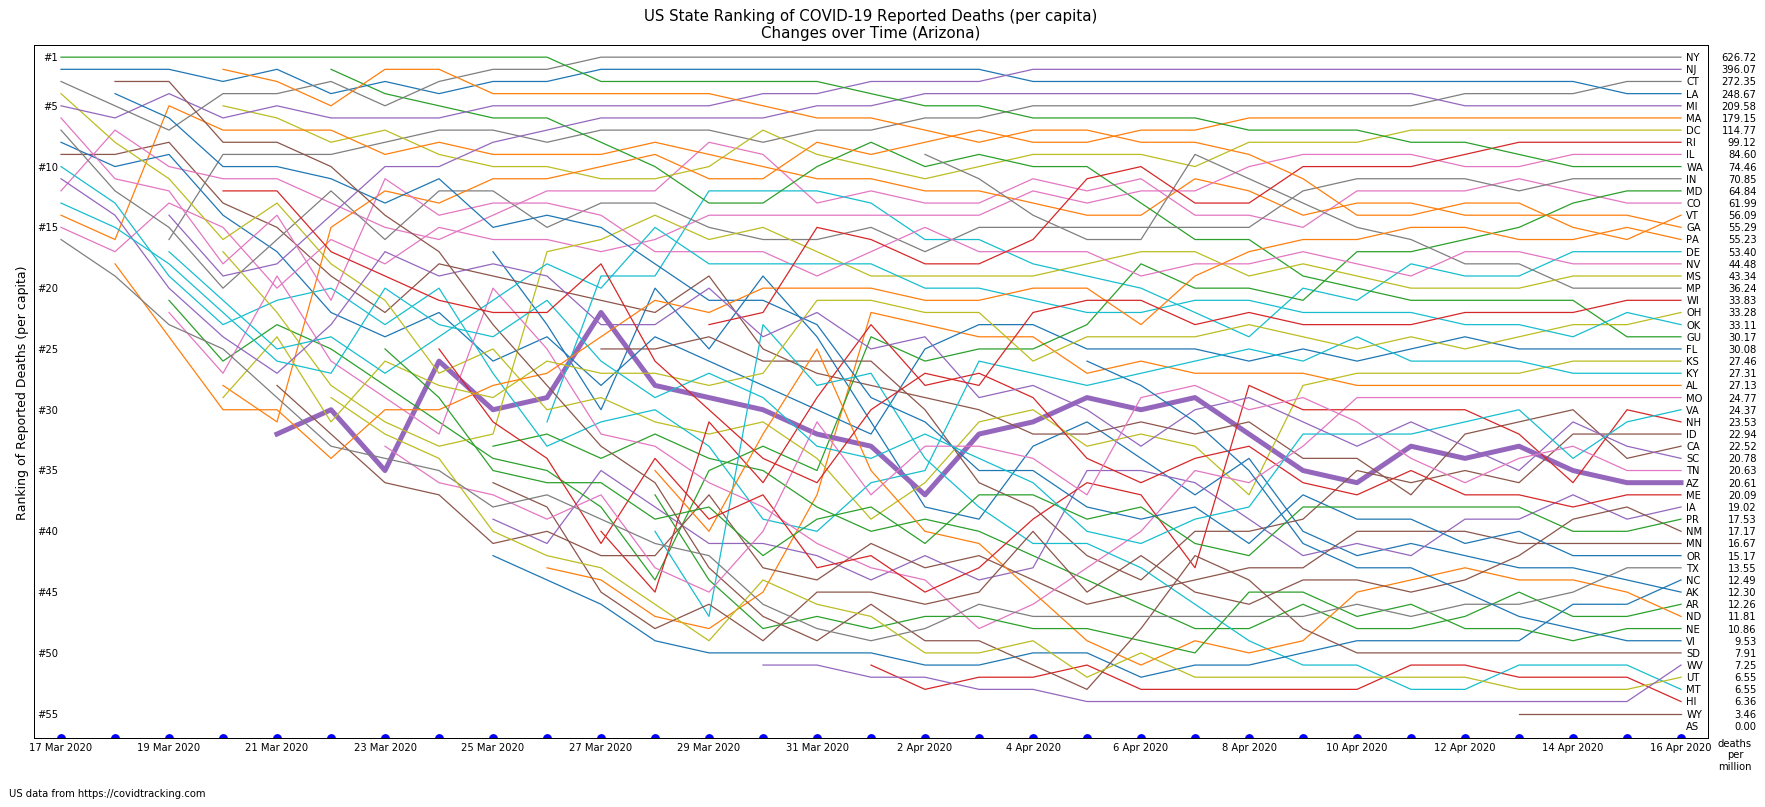 US State Ranking of COVID-19 Reported Deaths (per capita)
Changes over Time (Arizona)
Ranking of Reported Deaths (per capita)
#1
#5
#10
#15
#20
#25
#30
#35
#40
#45
#50
#55
NY 626.72
NJ 396.07
CT 272.35
LA 248.67
MI 209.58
MA 179.15
DC 114.77
RI 99.12
IL 84.60
WA 74.46
IN 70.85
MD 64.84
CO 61.99
VT 56.09
GA 55.29
PA 55.23
DE 53.40
NV 44.48
MS 43.34
MP 36.24
WI 33.83
OH 33.28
OK 33.11
GU 30.17
FL 30.08
KS 27.46
KY 27.31
AL 27.13
MO 24.77
VA 24.37
NH 23.53
ID 22.94
CA 22.52
SC 20.78
TN 20.63
AZ 20.61
ME 20.09
IA 19.02
PR 17.53
NM 17.17
MN 16.67
OR 15.17
TX 13.55
NC 12.49
AK 12.30
AR 12.26
ND 11.81
NE 10.86
VI 9.53
SD 7.91
WV 7.25
UT 6.55
MT 6.55
HI 6.36
WY 3.46
AS 0.00
17 Mar 2020 19 Mar 2020 21 Mar 2020 23 Mar 2020 25 Mar 2020 27 Mar 2020 29 Mar 2020 31 Mar 2020 2 Apr 2020 4 Apr 2020 6 Apr 2020 8 Apr 2020 10 Apr 2020 12 Apr 2020 14 Apr 2020 16 Apr 2020
deaths
per
million
US data from https://covidtracking.com